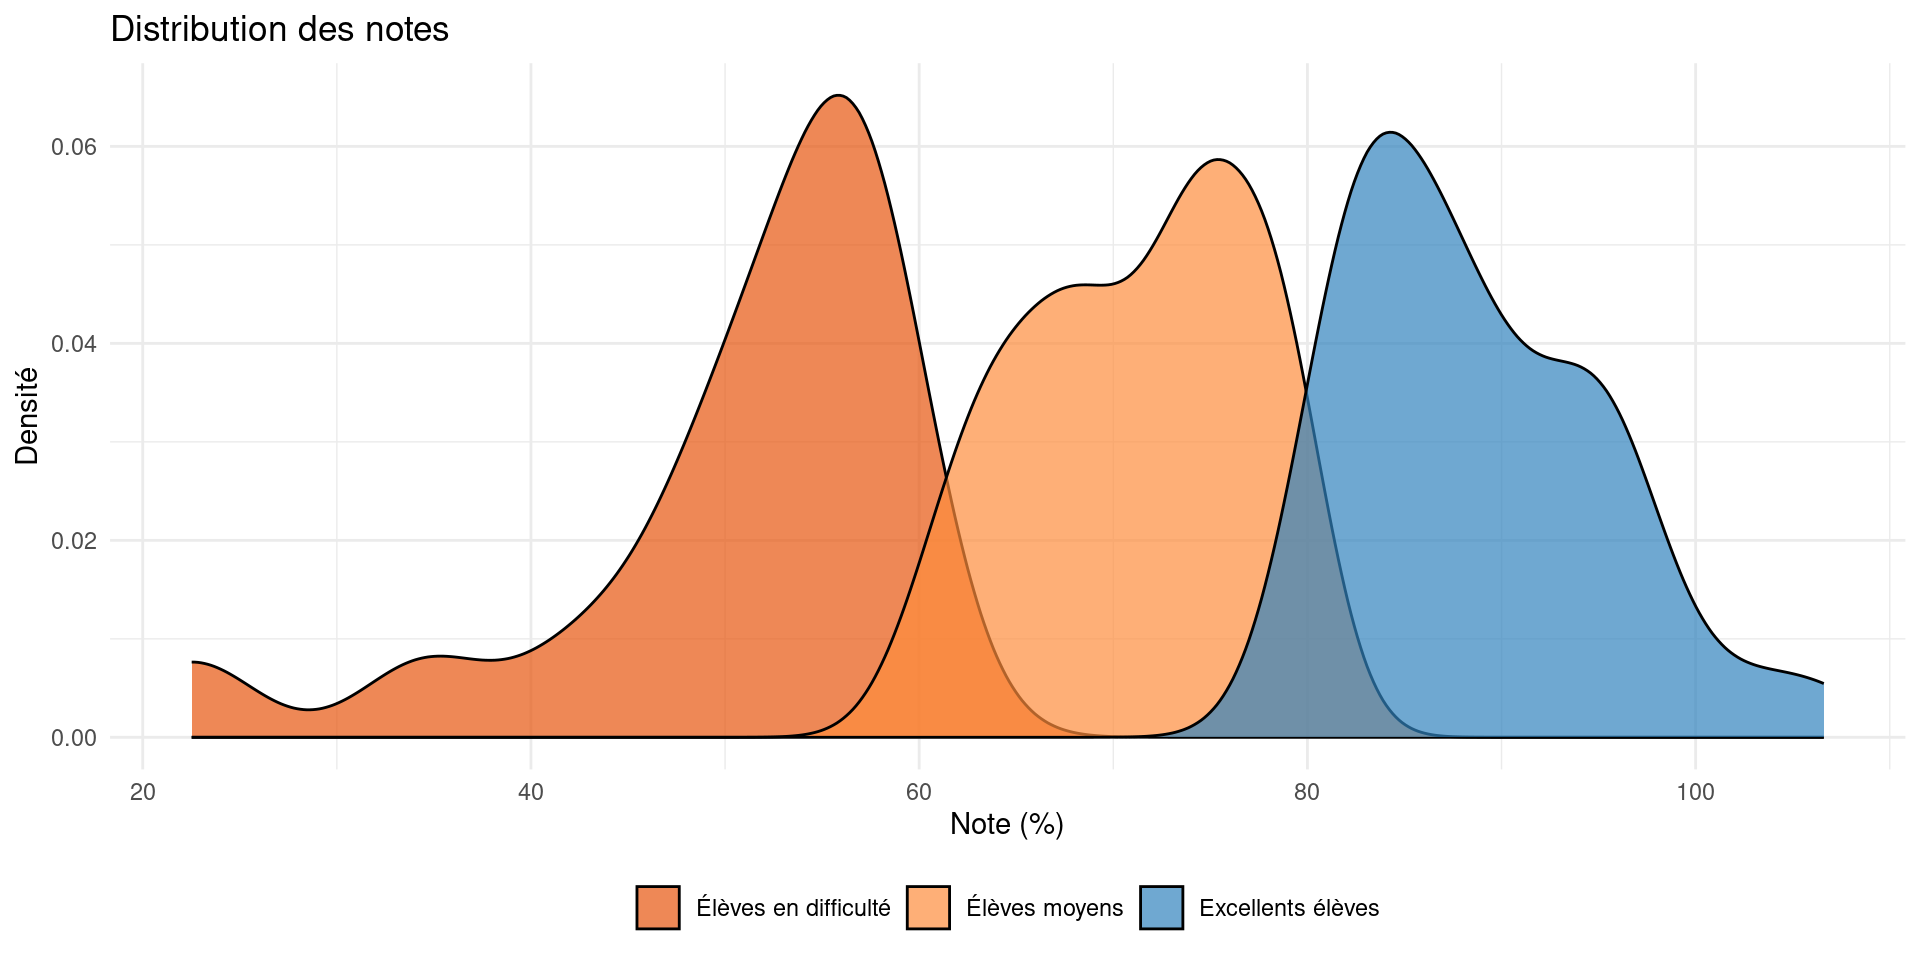 Distribution des notes
Densité
0.06
0.04
0.02
0.00
20 40 60 80 100
Note (%)
Élèves en difficulté Élèves moyens Excellents élèves